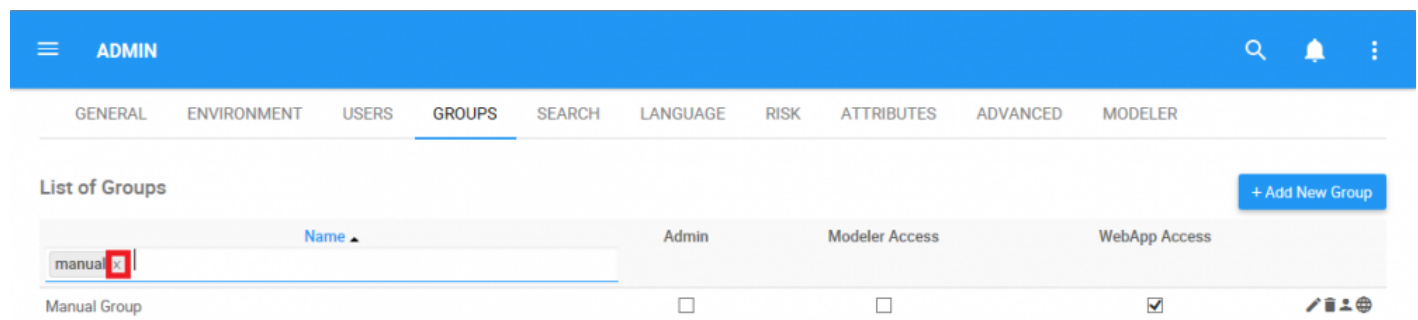 ADMIN
GENERAL ENVIRONMENT USERS GROUPS SEARCH LANGUAGE RISK ATTRIBUTES ADVANCED MODELER
List of Groups
+ Add New Group
Name Admin Modeler Access WebApp Access
manual x
Manual Group